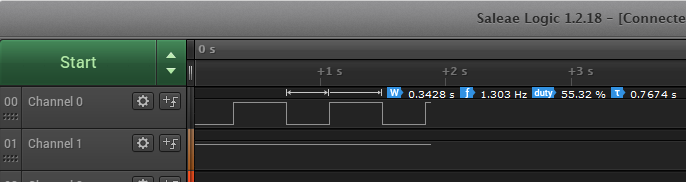 Saleae Logic 1.2.18 - [Connecte
Start
0 s
+1 s +2 s +3 s
W 0.3428 s f 1.303 Hz duty 55.32 % T 0.7674 s
00 Channel 0
01 Channel 1